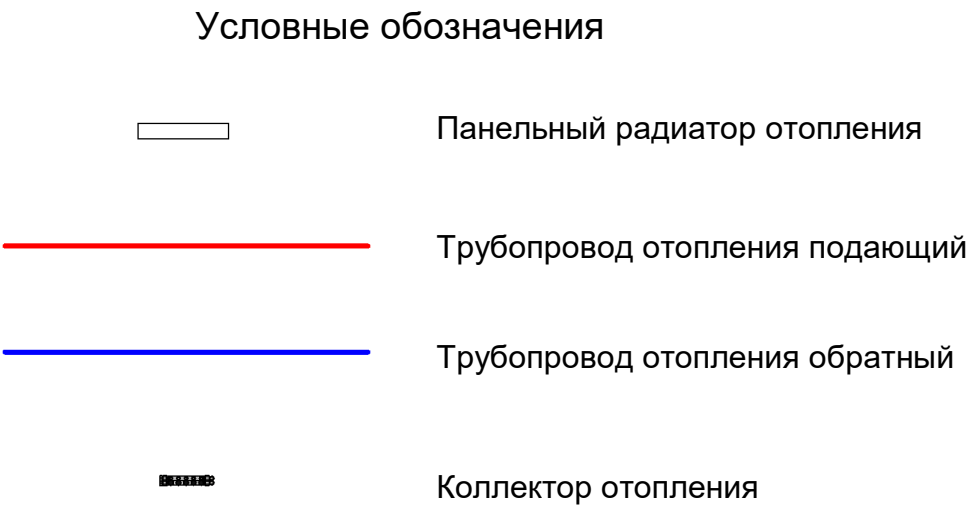 Условные обозначения
Панельный радиатор отопления
Трубопровод отопления подающий
Трубопровод отопления обратный
Коллектор отопления